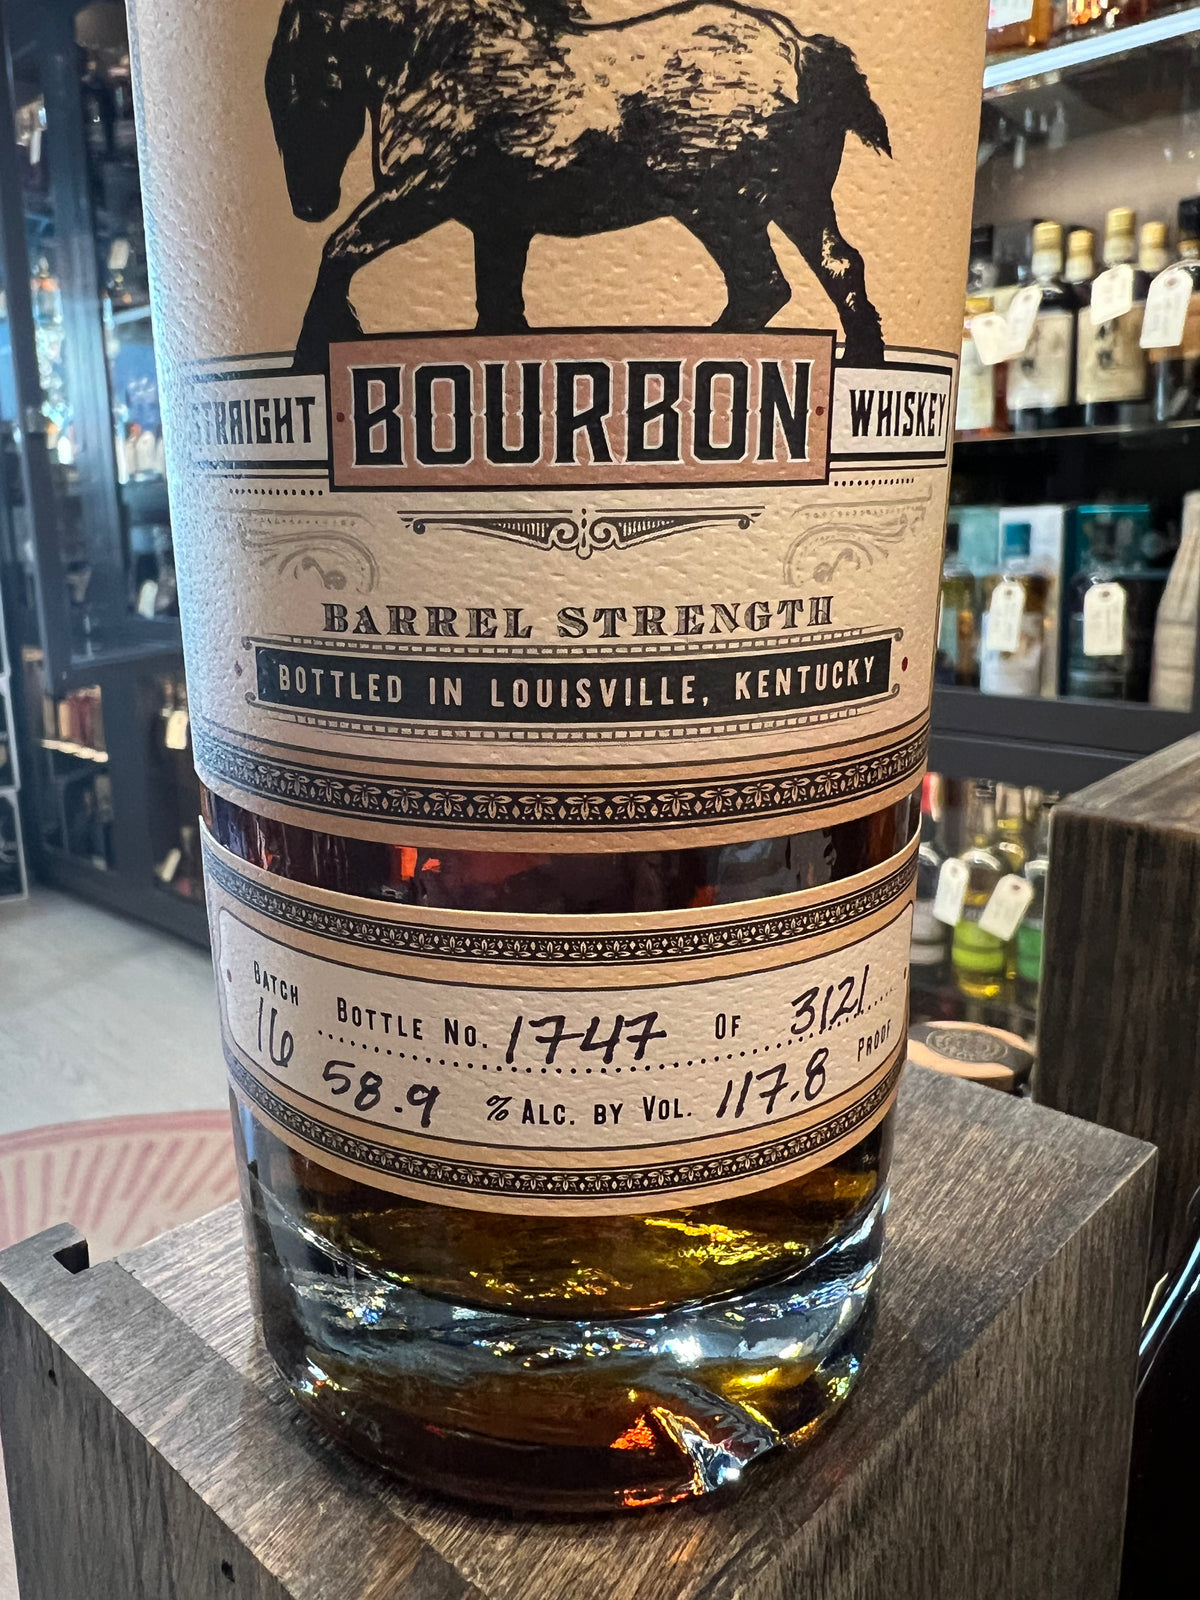 STRAIGHT BOURBON WHISKEY
BARREL STRENGTH
BOTTLED IN LOUISVILLE, KENTUCKY
BATCH 16
BOTTLE NO. 1747 OF 3121
58.9 % ALC. BY VOL. 117.8 PROOF